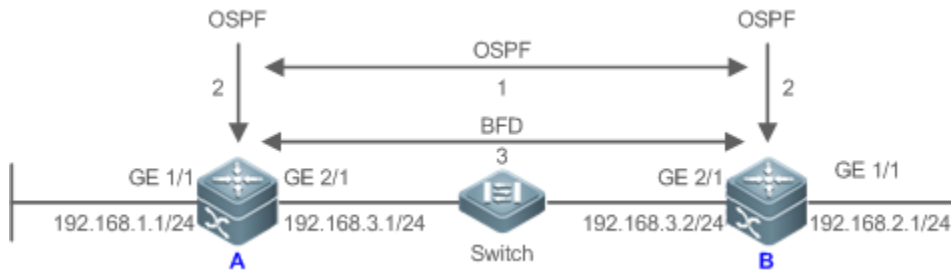 OSPF OSPF
OSPF
2 1 2
BFD
3
GE 1/1 GE 2/1 GE 2/1 GE 1/1
192.168.1.1/24 192.168.3.1/24 192.168.3.2/24 192.168.2.1/24
Switch
A B